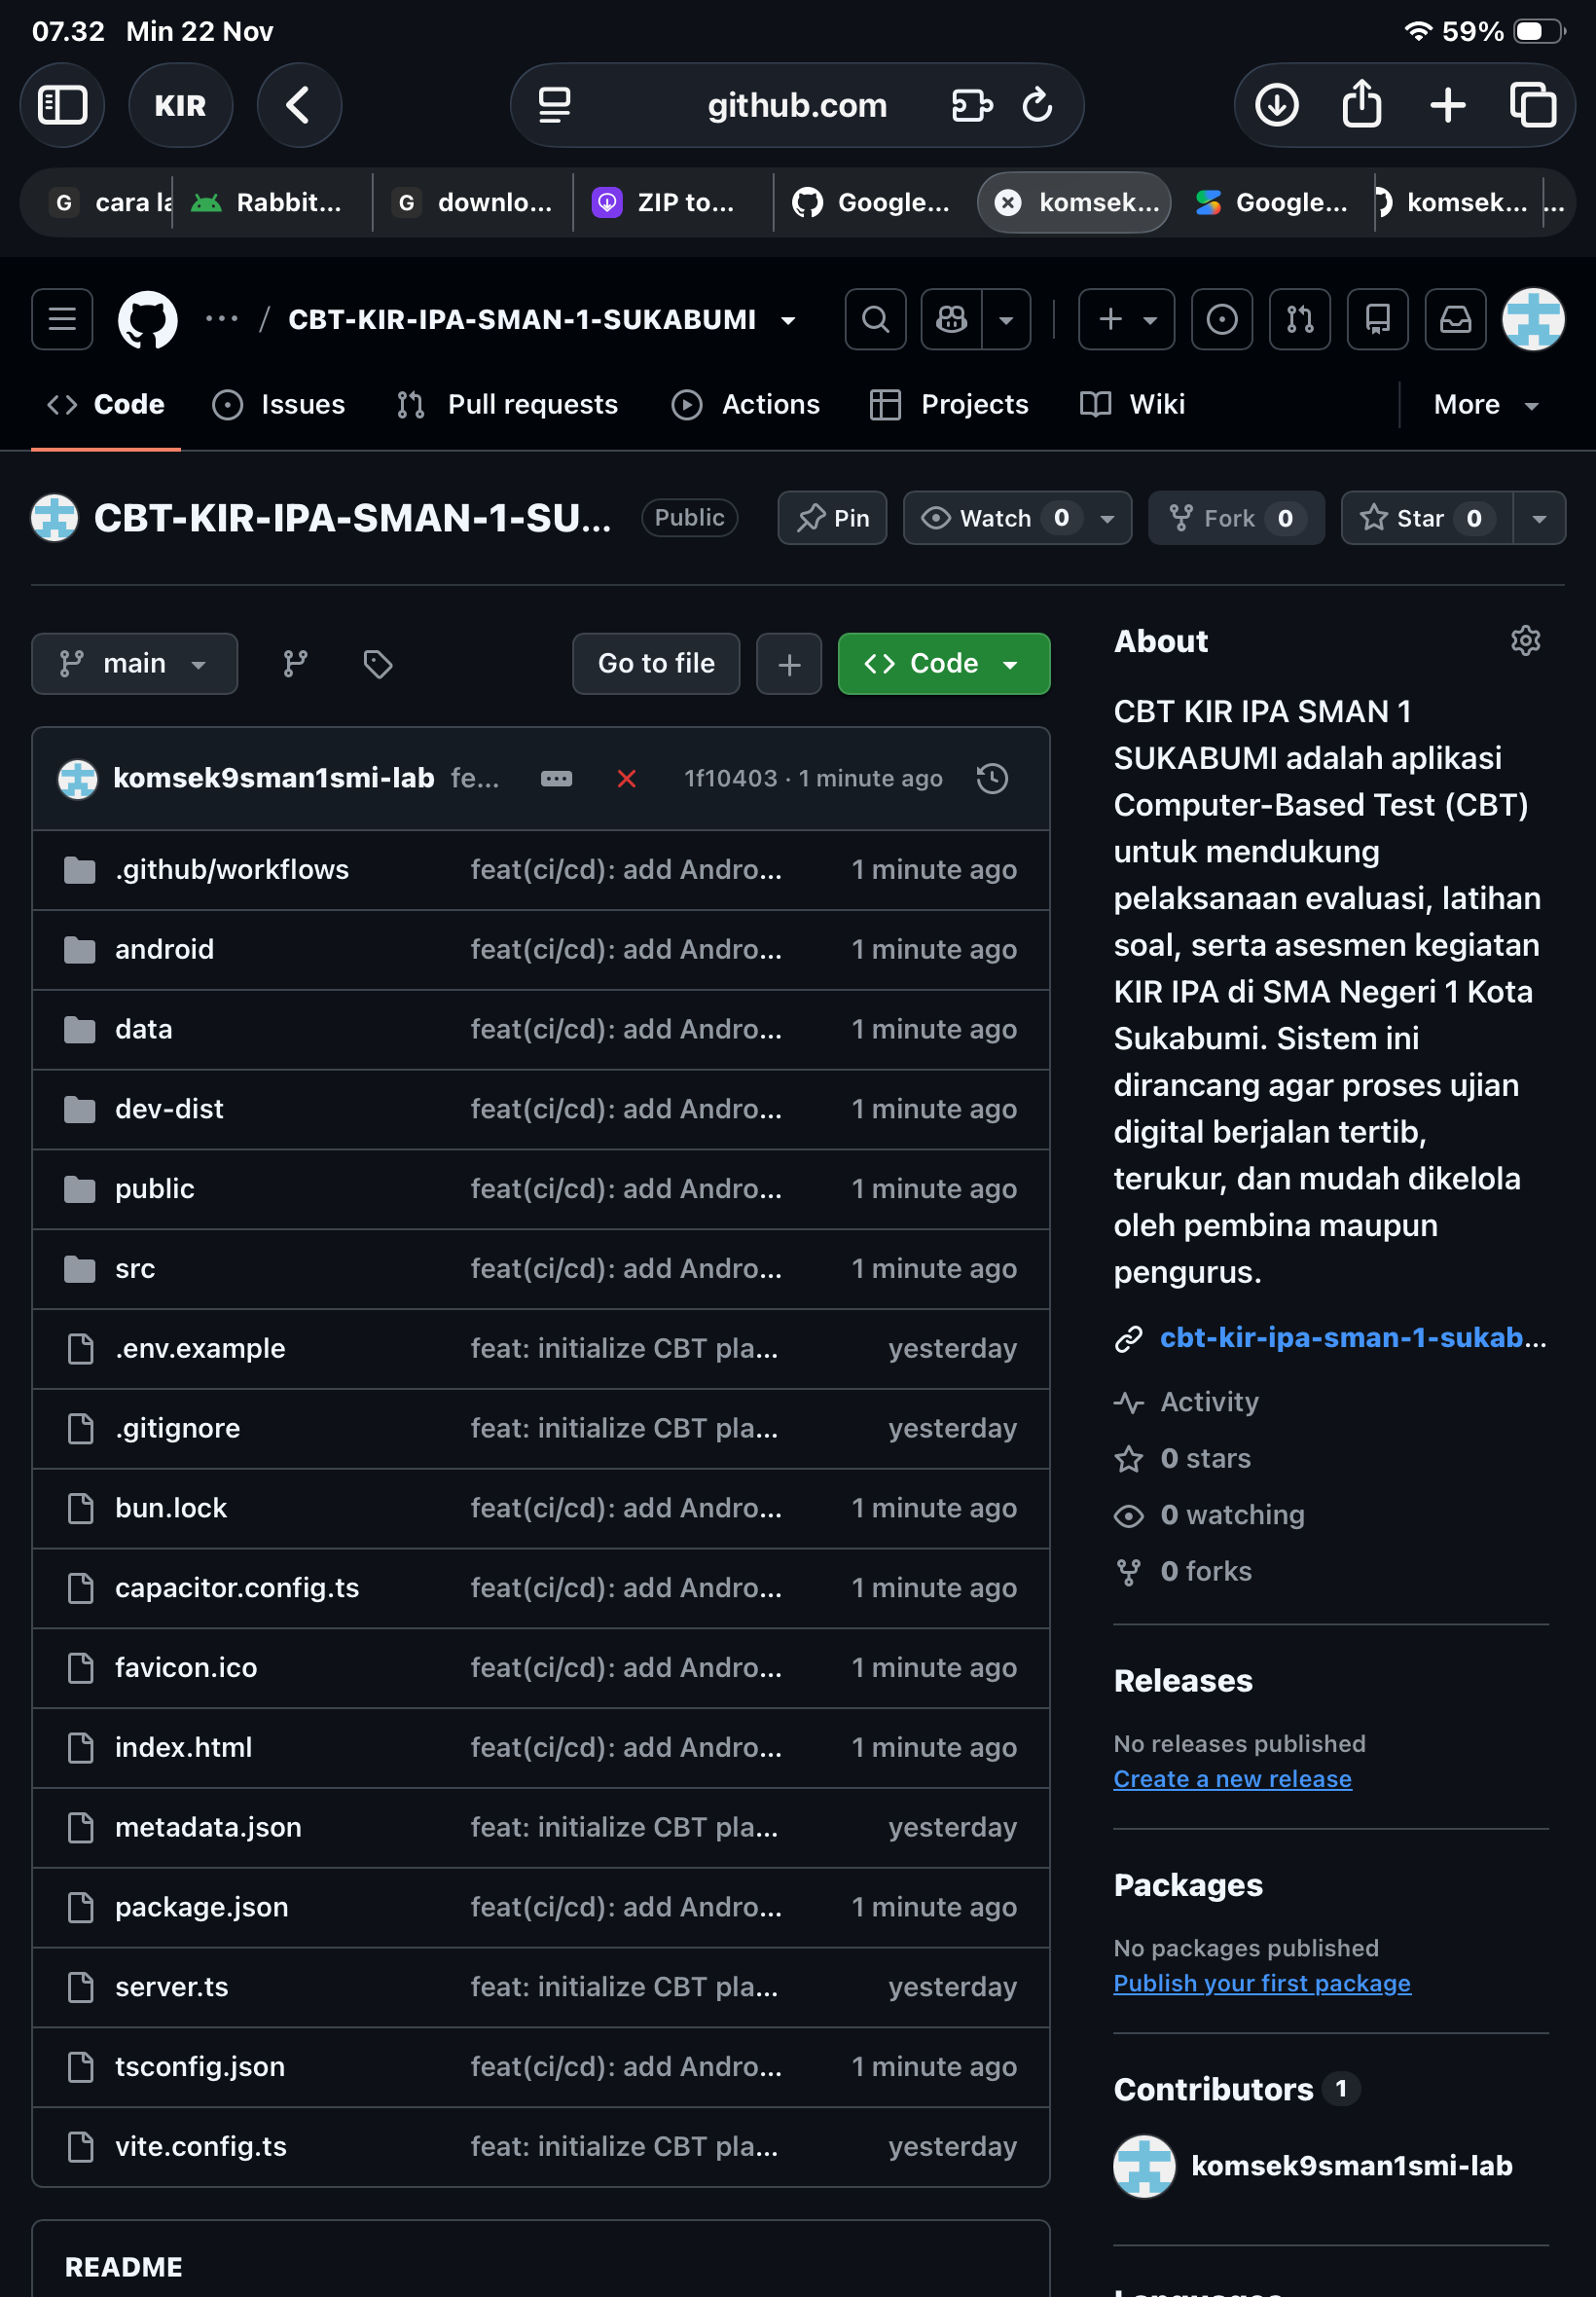 07.32 Min 22 Nov
59%
KIR
github.com
G cara la
Rabbit...
G downlo...
ZIP to...
Google...
komsek...
Google...
komsek...
...
... / CBT-KIR-IPA-SMAN-1-SUKABUMI
Code
Issues
Pull requests
Actions
Projects
Wiki
More
CBT-KIR-IPA-SMAN-1-SU...
Public
Pin
Watch 0
Fork 0
Star 0
main
Go to file
Code
komsek9sman1smi-lab fe... 1f10403 · 1 minute ago
.github/workflows feat(ci/cd): add Andro... 1 minute ago
android feat(ci/cd): add Andro... 1 minute ago
data feat(ci/cd): add Andro... 1 minute ago
dev-dist feat(ci/cd): add Andro... 1 minute ago
public feat(ci/cd): add Andro... 1 minute ago
src feat(ci/cd): add Andro... 1 minute ago
.env.example feat: initialize CBT pla... yesterday
.gitignore feat: initialize CBT pla... yesterday
bun.lock feat(ci/cd): add Andro... 1 minute ago
capacitor.config.ts feat(ci/cd): add Andro... 1 minute ago
favicon.ico feat(ci/cd): add Andro... 1 minute ago
index.html feat(ci/cd): add Andro... 1 minute ago
metadata.json feat: initialize CBT pla... yesterday
package.json feat(ci/cd): add Andro... 1 minute ago
server.ts feat: initialize CBT pla... yesterday
tsconfig.json feat(ci/cd): add Andro... 1 minute ago
vite.config.ts feat: initialize CBT pla... yesterday
README
About
CBT KIR IPA SMAN 1
SUKABUMI adalah aplikasi
Computer-Based Test (CBT)
untuk mendukung
pelaksanaan evaluasi, latihan
soal, serta asesmen kegiatan
KIR IPA di SMA Negeri 1 Kota
Sukabumi. Sistem ini
dirancang agar proses ujian
digital berjalan tertib,
terukur, dan mudah dikelola
oleh pembina maupun
pengurus.
cbt-kir-ipa-sman-1-sukab...
Activity
0 stars
0 watching
0 forks
Releases
No releases published
Create a new release
Packages
No packages published
Publish your first package
Contributors 1
komsek9sman1smi-lab
Languages